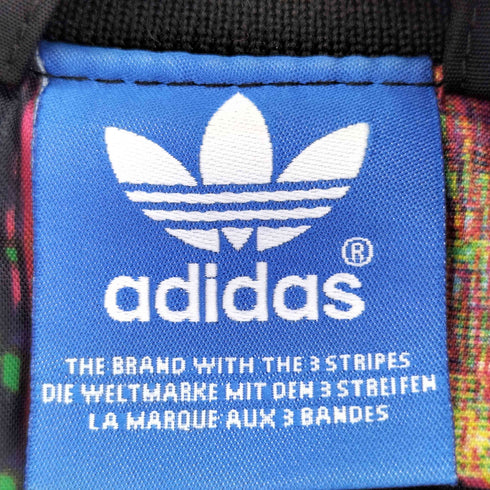 adidas®
THE BRAND WITH THE 3 STRIPES
DIE WELTMARKE MIT DEN 3 STREIFEN
LA MARQUE AUX 3 BANDES